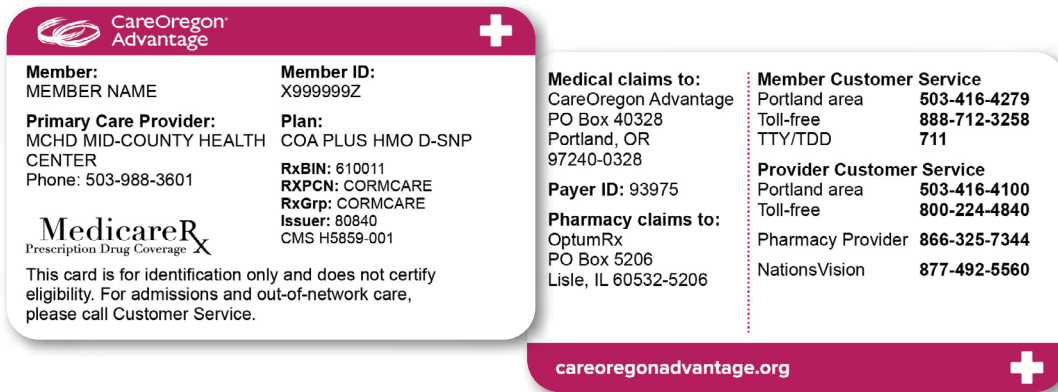 CareOregon®
Advantage
Member:
MEMBER NAME
Member ID:
X999999Z
Primary Care Provider:
MCHD MID-COUNTY HEALTH
CENTER
Phone: 503-988-3601
Plan:
COA PLUS HMO D-SNP
RxBIN: 610011
RXPCN: CORMCARE
RxGrp: CORMCARE
Issuer: 80840
CMS H5859-001
MedicareRx
Prescription Drug Coverage
This card is for identification only and does not certify
eligibility. For admissions and out-of-network care,
please call Customer Service.
Medical claims to:
CareOregon Advantage
PO Box 40328
Portland, OR
97240-0328
Payer ID: 93975
Pharmacy claims to:
OptumRx
PO Box 5206
Lisle, IL 60532-5206
Member Customer Service
Portland area 503-416-4279
Toll-free 888-712-3258
TTY/TDD 711
Provider Customer Service
Portland area 503-416-4100
Toll-free 800-224-4840
Pharmacy Provider 866-325-7344
NationsVision 877-492-5560
careoregonadvantage.org